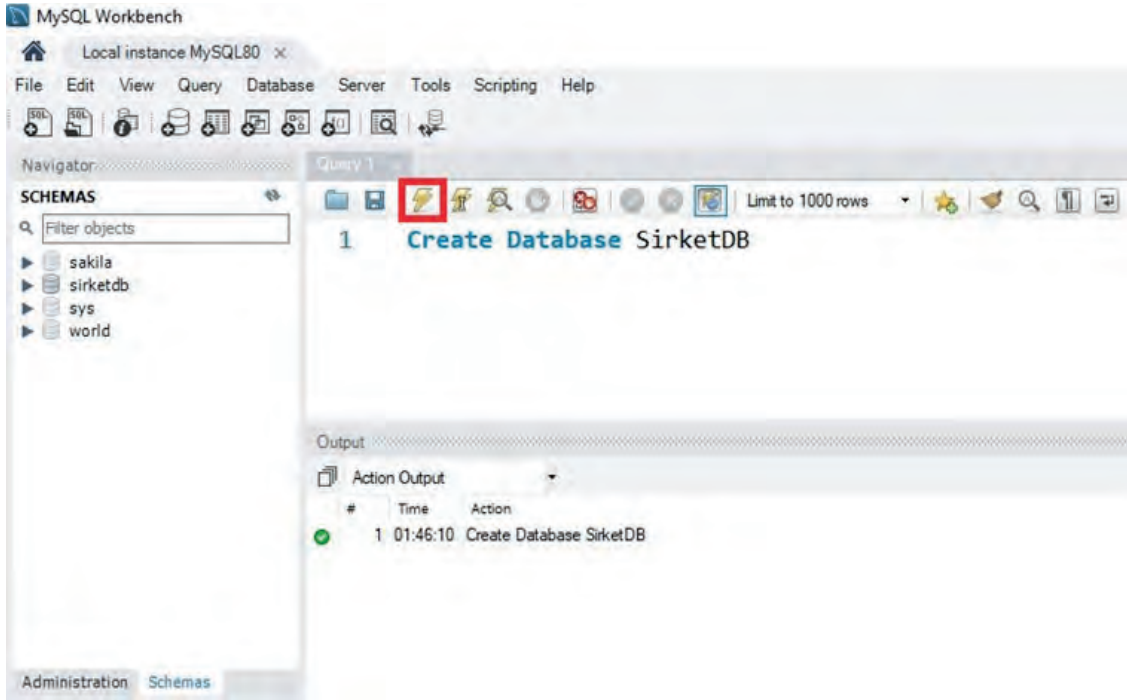 MySQL Workbench
Local instance MySQL80
File Edit View Query Database Server Tools Scripting Help
Navigator
Query 1
SCHEMAS
Limit to 1000 rows
Filter objects
1 Create Database SirketDB
sakila
sirketdb
sys
world
Output
Action Output
# Time Action
1 01:46:10 Create Database SirketDB
Administration Schemas